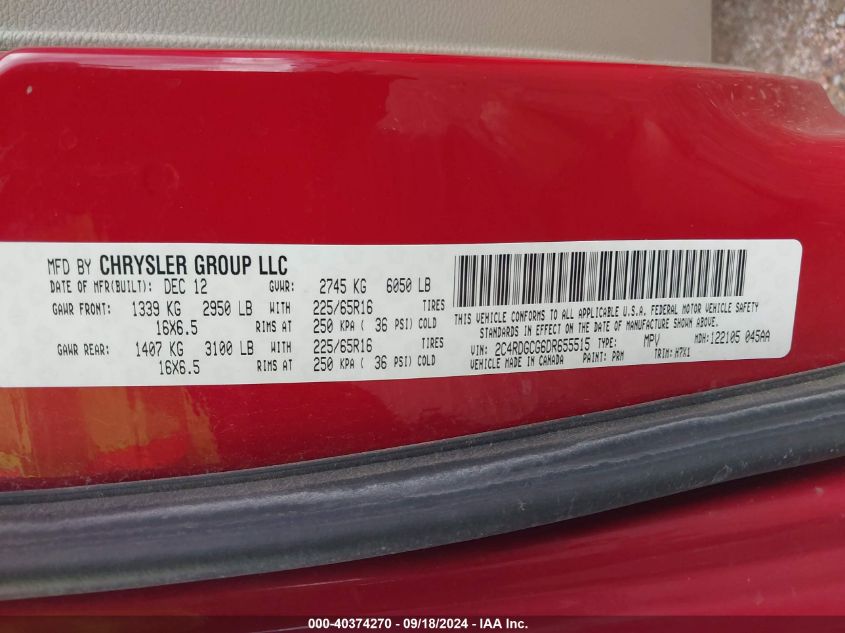 MFD BY CHRYSLER GROUP LLC
DATE OF MFR(BUILT): DEC 12 GVWR: 2745 KG 6050 LB
GAWR FRONT: 1339 KG 2950 LB WITH 225/65R16 TIRES
16X6.5 RIMS AT 250 KPA ( 36 PSI) COLD
GAWR REAR: 1407 KG 3100 LB WITH 225/65R16 TIRES
16X6.5 RIMS AT 250 KPA ( 36 PSI) COLD
THIS VEHICLE CONFORMS TO ALL APPLICABLE U.S.A. FEDERAL MOTOR VEHICLE SAFETY
STANDARDS IN EFFECT ON THE DATE OF MANUFACTURE SHOWN ABOVE.
VIN: 2C4RDGCG6DR655515 TYPE: MPV MDH:122105 045AA
VEHICLE MADE IN CANADA PAINT: PRM TRIM: H7X1
000-40374270 - 09/18/2024 - IAA, Inc.